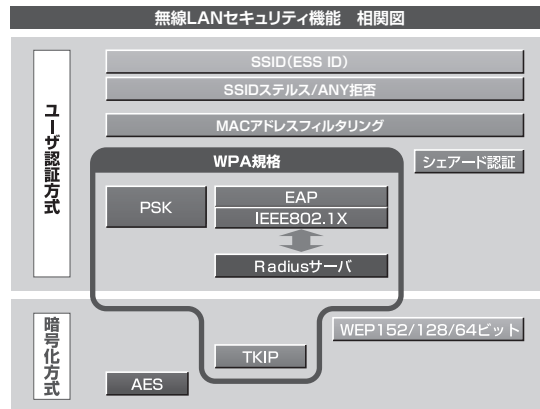 無線LANセキュリティ機能 相関図
ユーザ認証方式
SSID(ESS ID)
SSIDステルス/ANY拒否
MACアドレスフィルタリング
WPA規格
シェアード認証
PSK
EAP
IEEE802.1X
Radiusサーバ
暗号化方式
WEP152/128/64ビット
TKIP
AES